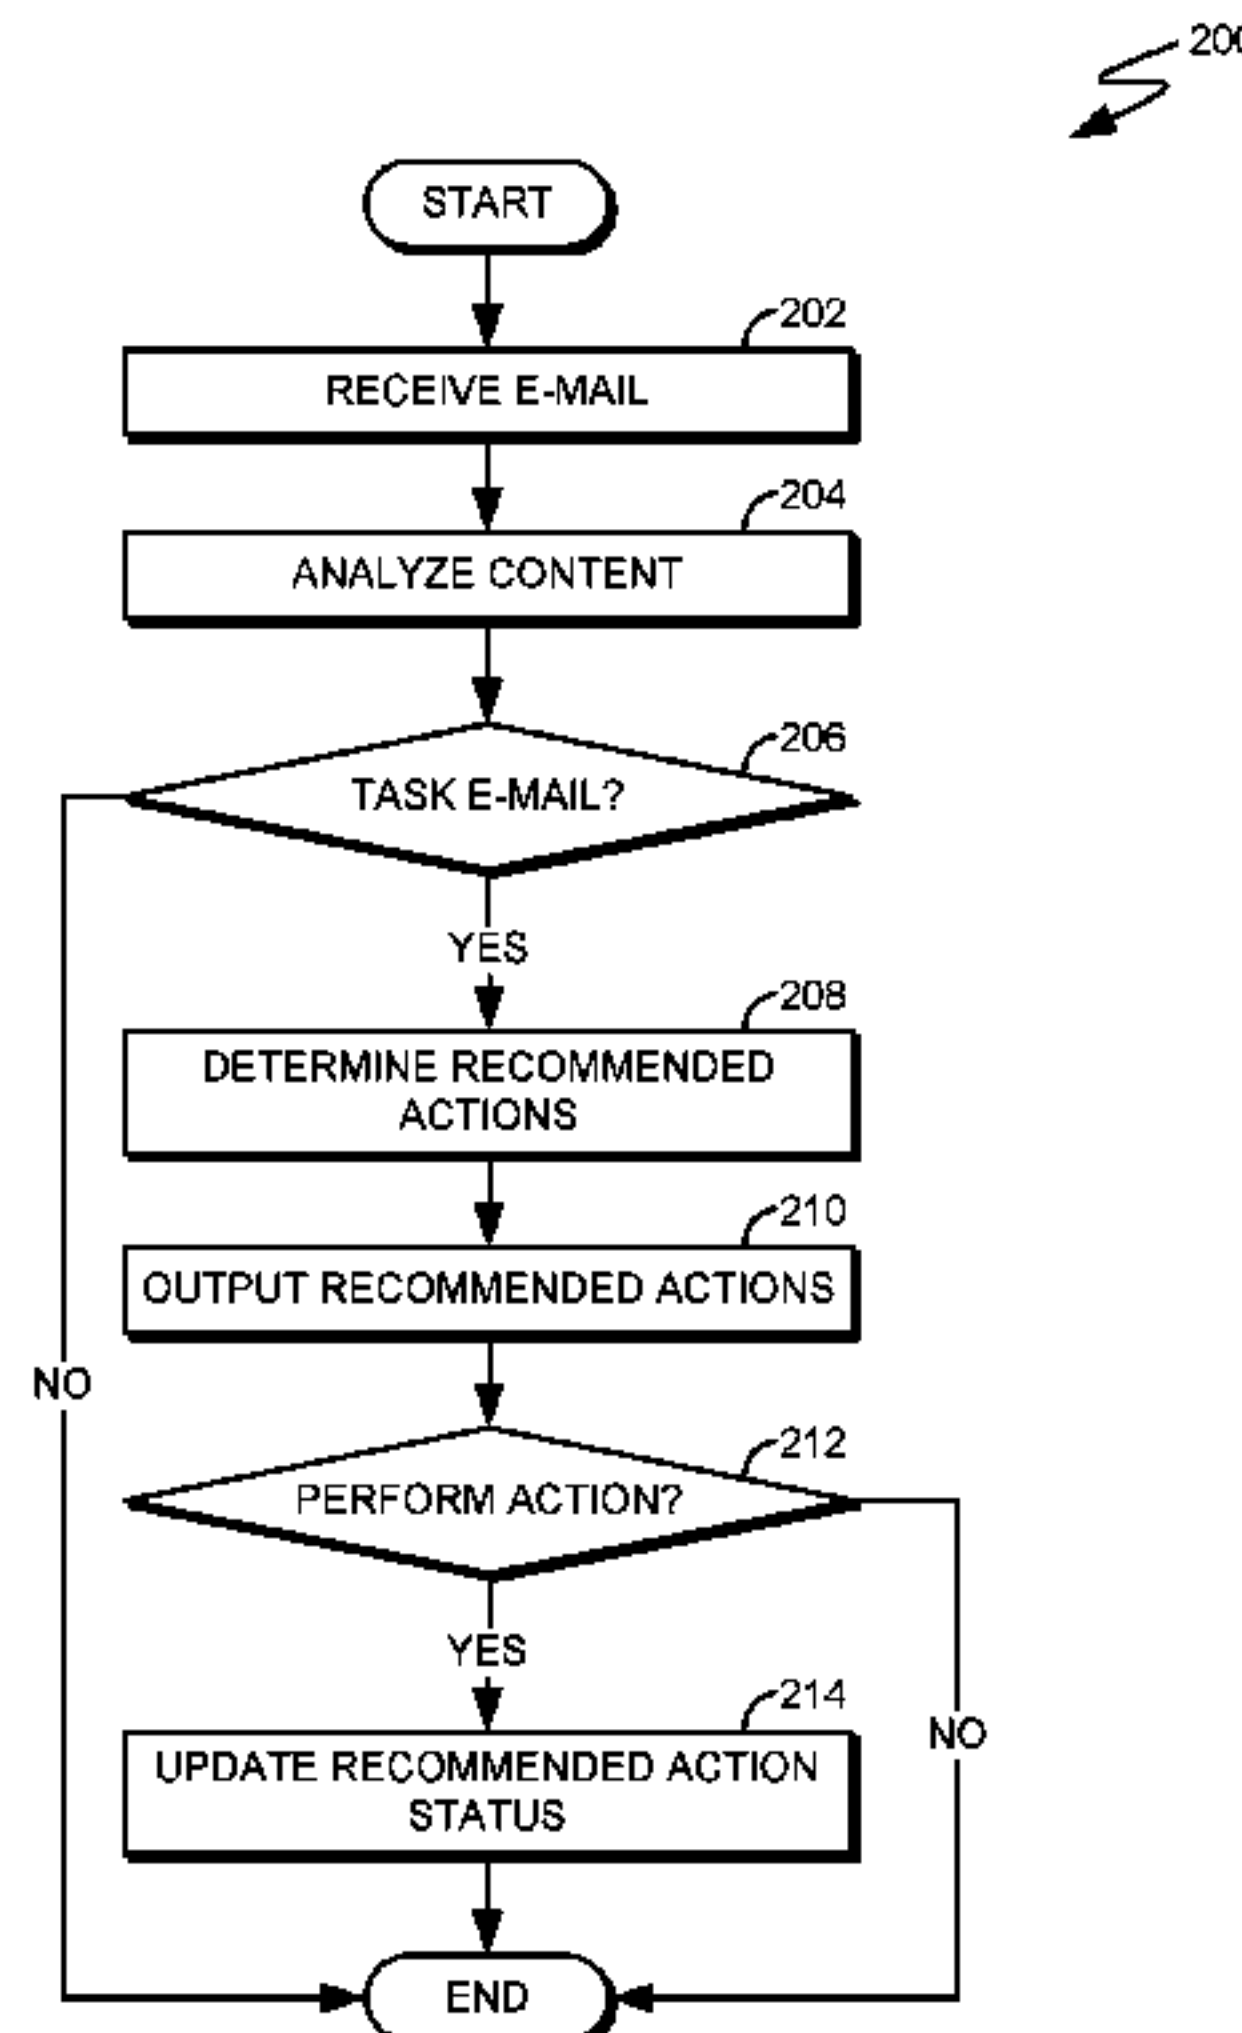 200
START
202
RECEIVE E-MAIL
204
ANALYZE CONTENT
206
TASK E-MAIL?
YES
208
DETERMINE RECOMMENDED
ACTIONS
210
OUTPUT RECOMMENDED ACTIONS
NO
212
PERFORM ACTION?
YES
214
NO
UPDATE RECOMMENDED ACTION
STATUS
END